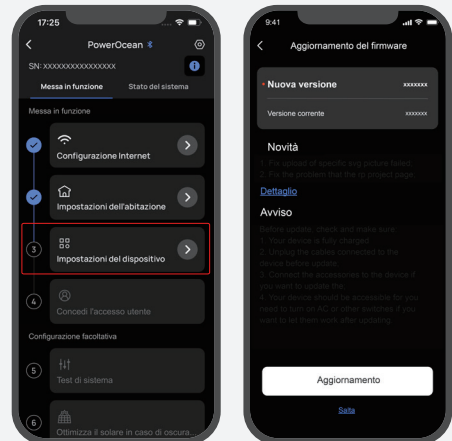 17:25
PowerOcean
SN: XXXXXXXXXXXXXXXX
Messa in funzione
Stato del sistema
Messa in funzione
Configurazione Internet
Impostazioni dell'abitazione
3
Impostazioni del dispositivo
4
Concedi l'accesso utente
Configurazione facoltativa
5
Test di sistema
6
Ottimizza il solare in caso di oscura...
9:41
Aggiornamento del firmware
Nuova versione
xxxxxxx
Versione corrente
xxxxxxx
Novità
1. Fix upload of specific svg picture failed
2. Fix the problem that the rp project page
Dettaglio
Avviso
Before update, check and make sure
1. Your device is fully charged
2. Unplug the cables connected to the
device before update
3. Connect the accessories to the device if
you want to update the
4. Your device should be accessible for you
need to turn on AC or other switches if you
want to let them work after updating.
Aggiornamento
Salta